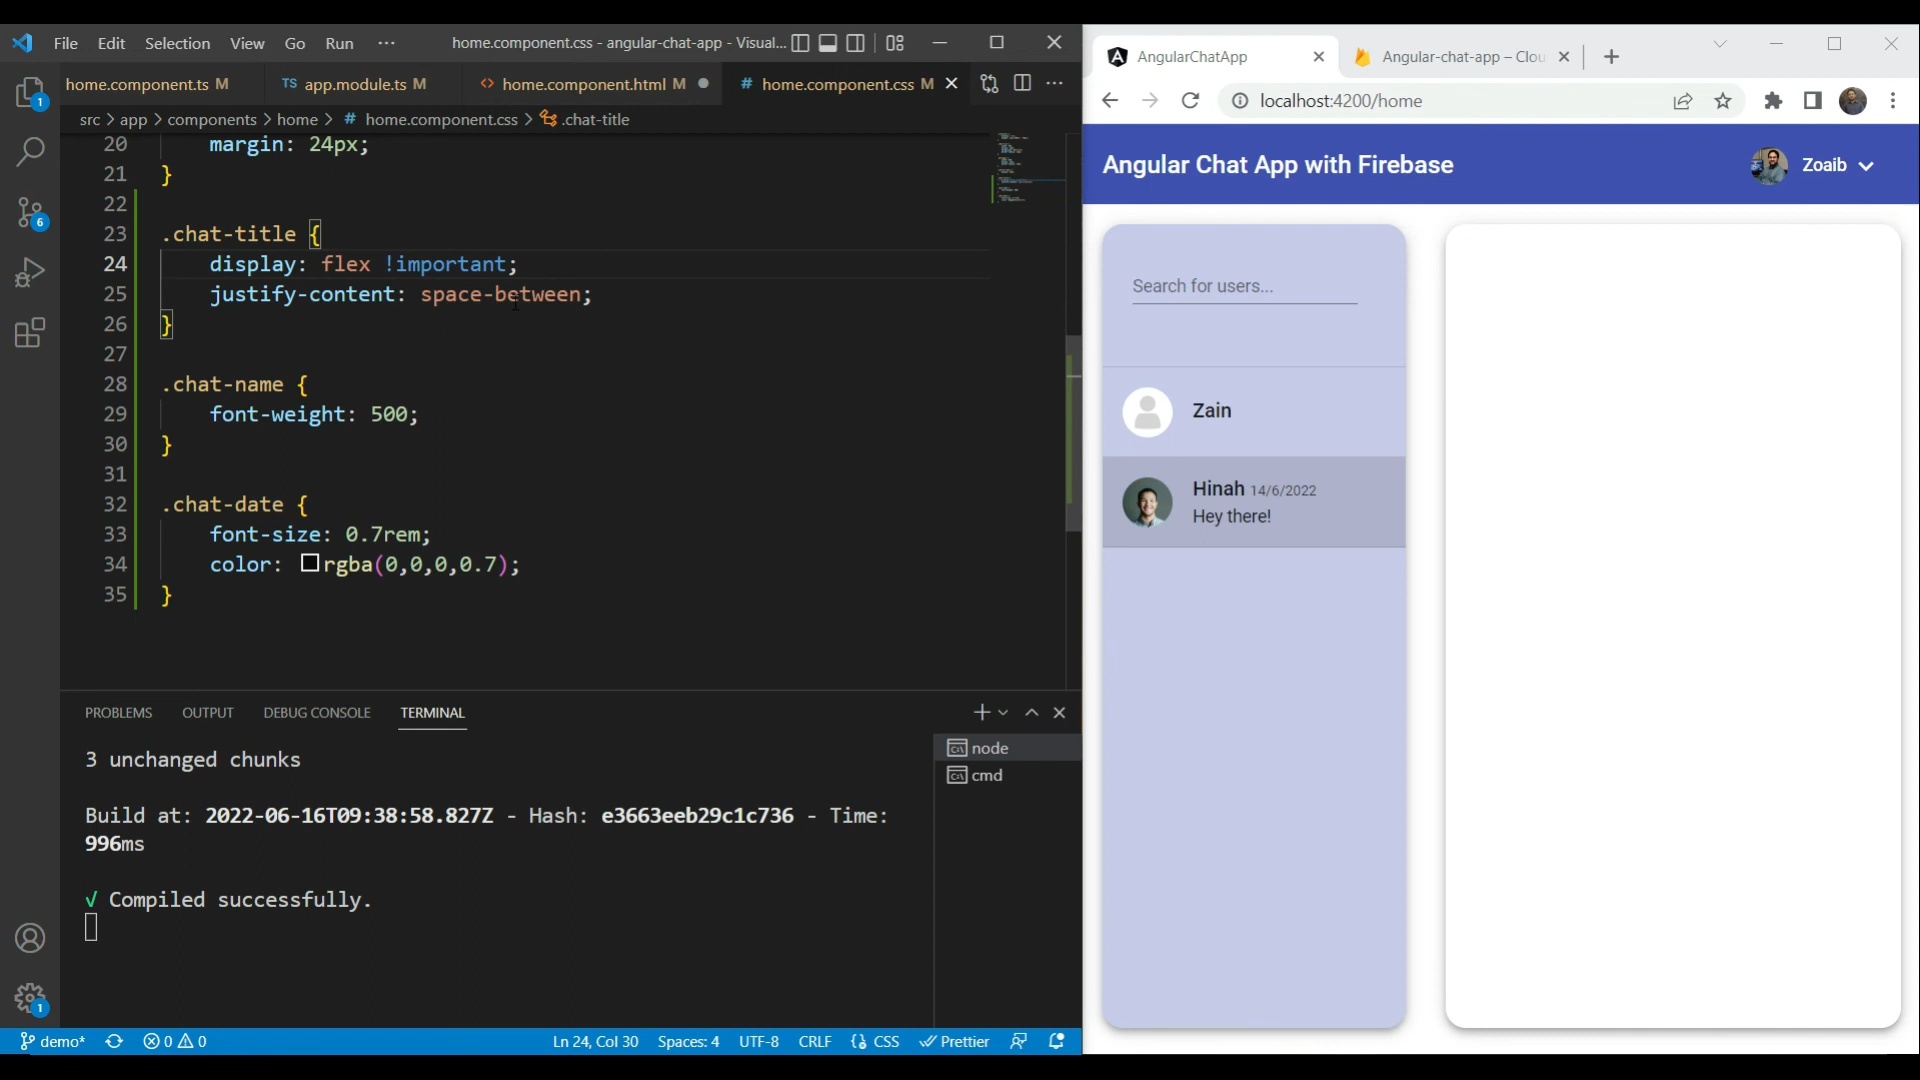 File Edit Selection View Go Run ··· home.component.css - angular-chat-app - Visual...
home.component.ts M TS app.module.ts M <> home.component.html M # home.component.css M
src > app > components > home > # home.component.css > .chat-title
20 margin: 24px;
21 }
22
23 .chat-title {
24 display: flex !important;
25 justify-content: space-between;
26 }
27
28 .chat-name {
29 font-weight: 500;
30 }
31
32 .chat-date {
33 font-size: 0.7rem;
34 color: rgba(0,0,0,0.7);
35 }
1
6
1
PROBLEMS OUTPUT DEBUG CONSOLE TERMINAL
3 unchanged chunks
Build at: 2022-06-16T09:38:58.827Z - Hash: e3663eeb29c1c736 - Time:
996ms
√ Compiled successfully.
node
cmd
demo* 0 0 Ln 24, Col 30 Spaces: 4 UTF-8 CRLF {} CSS Prettier
AngularChatApp Angular-chat-app – Clou
localhost:4200/home
Angular Chat App with Firebase Zoaib
Search for users...
Zain
Hinah 14/6/2022
Hey there!